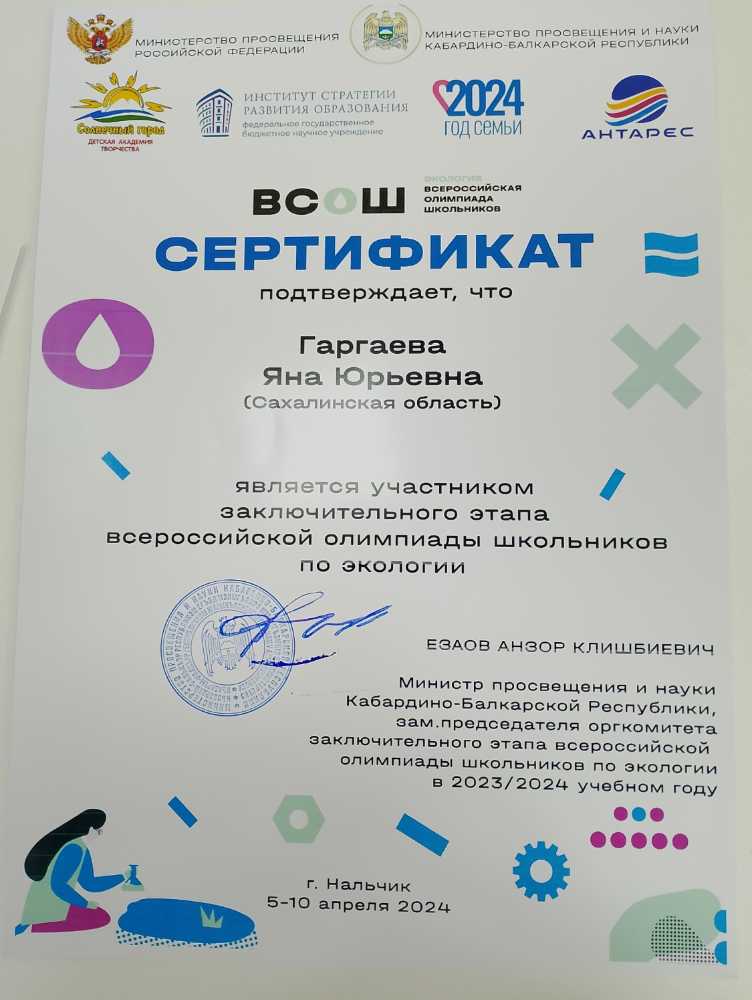 МИНИСТЕРСТВО ПРОСВЕЩЕНИЯ
РОССИЙСКОЙ ФЕДЕРАЦИИ
МИНИСТЕРСТВО ПРОСВЕЩЕНИЯ И НАУКИ
КАБАРДИНО-БАЛКАРСКОЙ РЕСПУБЛИКИ
Солнечный город
ДЕТСКАЯ АКАДЕМИЯ
ТВОРЧЕСТВА
ИНСТИТУТ СТРАТЕГИИ
РАЗВИТИЯ ОБРАЗОВАНИЯ
федеральное государственное
бюджетное научное учреждение
2024
ГОД СЕМЬИ
АНТАРЕС
ВСОШ
ЭКОЛОГИЯ
ВСЕРОССИЙСКАЯ
ОЛИМПИАДА
ШКОЛЬНИКОВ
СЕРТИФИКАТ
подтверждает, что
Гаргаева
Яна Юрьевна
(Сахалинская область)
является участником
заключительного этапа
всероссийской олимпиады школьников
по экологии
ЕЗАОВ АНЗОР КЛИШБИЕВИЧ
Министр просвещения и науки
Кабардино-Балкарской Республики,
зам.председателя оргкомитета
заключительного этапа всероссийской
олимпиады школьников по экологии
в 2023/2024 учебном году
г. Нальчик
5-10 апреля 2024